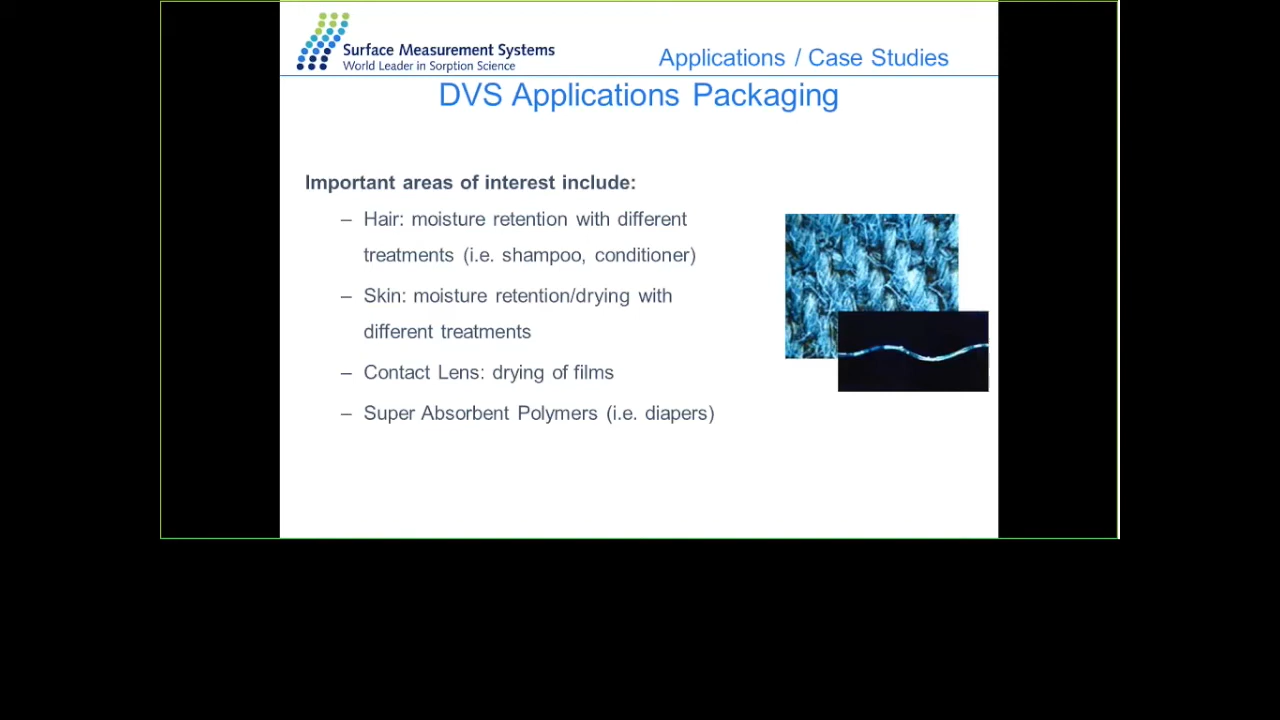 Surface Measurement Systems
World Leader in Sorption Science
Applications / Case Studies
DVS Applications Packaging
Important areas of interest include:
– Hair: moisture retention with different
treatments (i.e. shampoo, conditioner)
– Skin: moisture retention/drying with
different treatments
– Contact Lens: drying of films
– Super Absorbent Polymers (i.e. diapers)